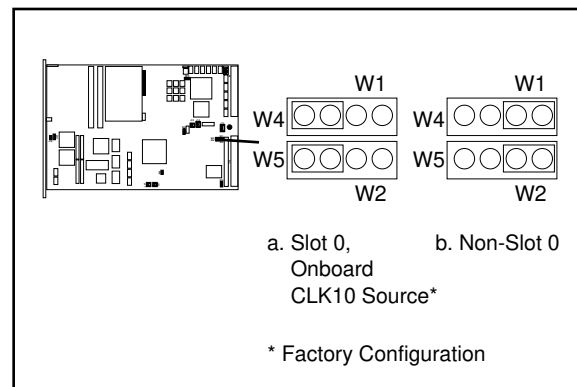 W1 W1
W4 W4
W5 W5
W2 W2
a. Slot 0, b. Non-Slot 0
Onboard
CLK10 Source*
* Factory Configuration